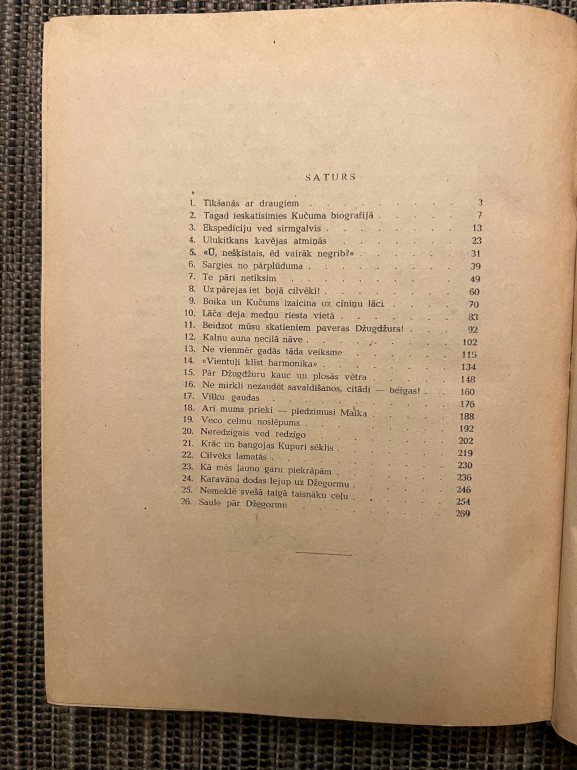 SATURS
1. Tikšanās ar draugiem . . . . . . 3
2. Tagad ieskatīsimies Kučuma biogrāfijā . . . . . 7
3. Ekspedīciju ved sirmgalvis . . . . . 13
4. Ulukitkans kavējas atmiņās . . . . . 23
5. «Ū, nešķīstais, ēd vairāk negrib?» . . . . . 31
6. Sargies no pārplūduma . . . . . . 39
7. Te pāri netiksim . . . . . . 49
8. Uz pārejas iet bojā cilvēki! . . . . . 60
9. Boika un Kučums izaicina uz cīniņu lāci . . . . 70
10. Lāča deja medņu riesta vietā . . . . . 83
11. Beidzot mūsu skatieniem paveras Džugdžurs! . . . . 92
12. Kalnu auna necilā nāve . . . . . . 102
13. Ne vienmēr gadās tāda veiksme . . . . . 115
14. «Vientuļi klīst harmonika» . . . . . 134
15. Pār Džugdžuru kauc un plosās vētra . . . . 148
16. Ne mirkli nezaudēt savaldīšanos, citādi — beigas! . . . 160
17. Vilku gaudas . . . . . . . 176
18. Arī mums prieki — piedzimusi Maika . . . . 188
19. Veco celmu noslēpums . . . . . . 192
20. Neredzīgais ved redzīgo . . . . . . 202
21. Krāc un bangojas Kupuri sēklis . . . . . 219
22. Cilvēks lamatās . . . . . . . 230
23. Kā mēs ļauno garu piekrāpām . . . . . 236
24. Karavāna dodas lejup uz Džegormu . . . . . 246
25. Nemeklē svešā taigā taisnāku ceļu . . . . . 254
26. Saule pār Džegormu . . . . . . 269